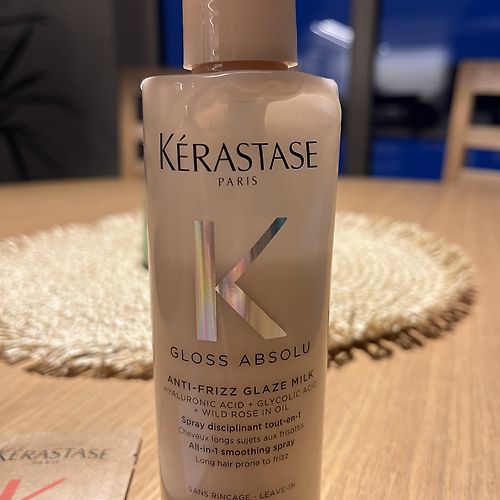 KÉRASTASE
PARIS
K
GLOSS ABSOLU
ANTI-FRIZZ GLAZE MILK
HYALURONIC ACID + GLYCOLIC ACID
+ WILD ROSE IN OIL
Spray disciplinant tout-en-1
Cheveux longs sujets aux frisottis
All-in-1 smoothing spray
Long hair prone to frizz
SANS RINÇAGE - LEAVE-IN
KÉRASTASE
PARIS